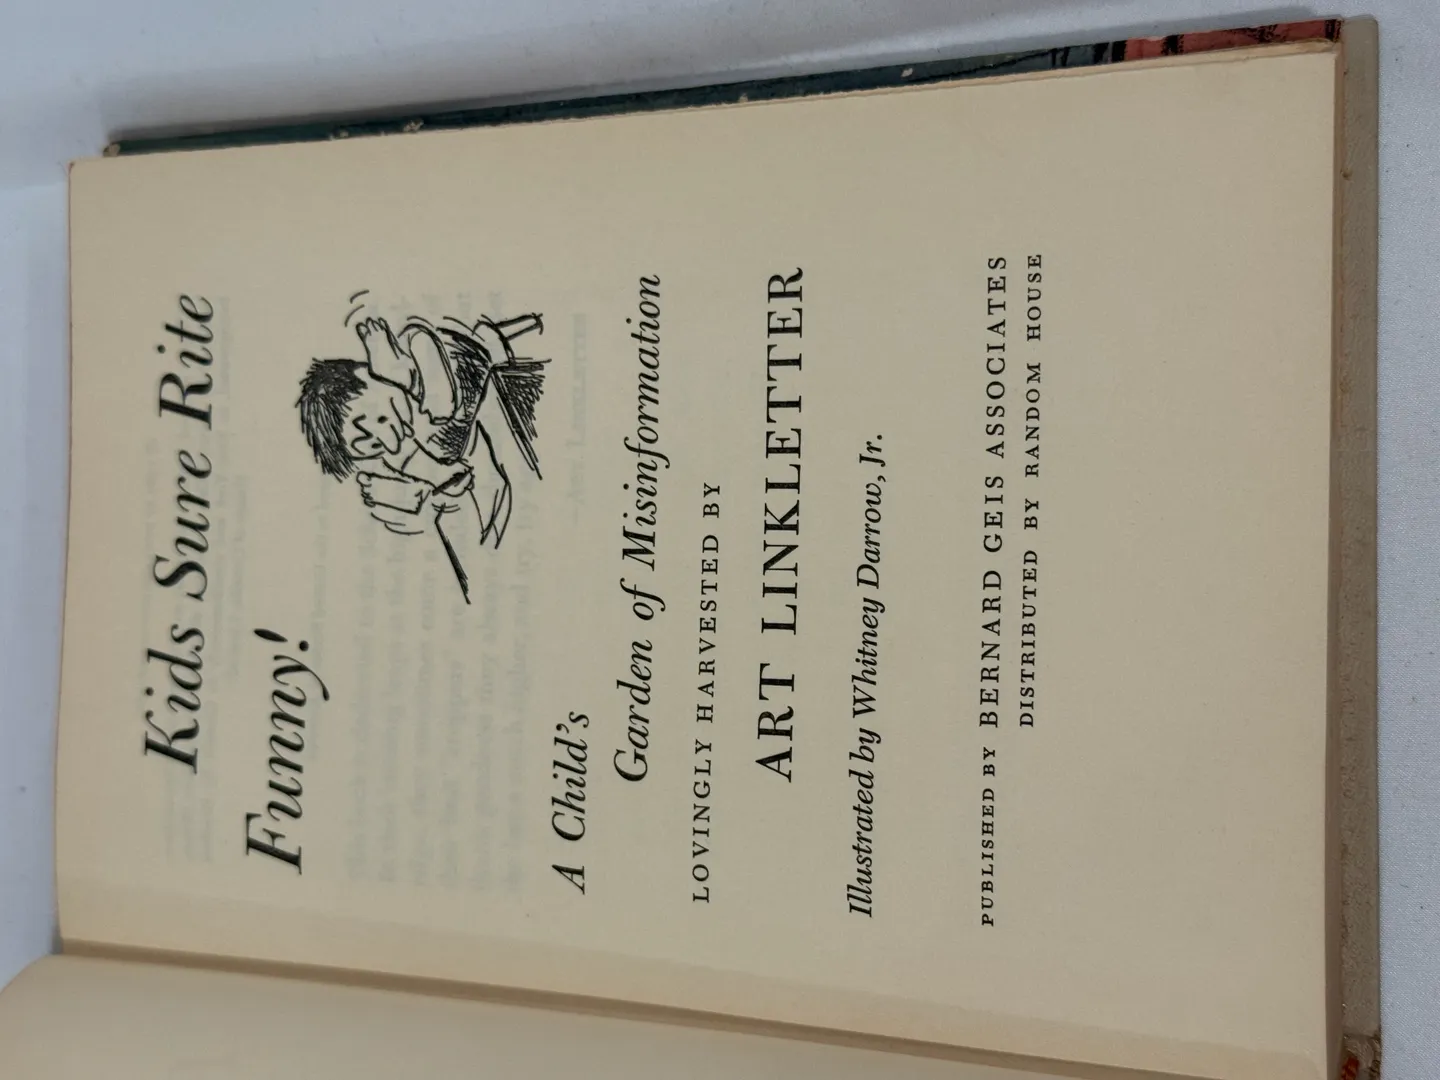 Kids Sure Rite
Funny!
A Child's
Garden of Misinformation
LOVINGLY HARVESTED BY
ART LINKLETTER
Illustrated by Whitney Darrow, Jr.
PUBLISHED BY BERNARD GEIS ASSOCIATES
DISTRIBUTED BY RANDOM HOUSE